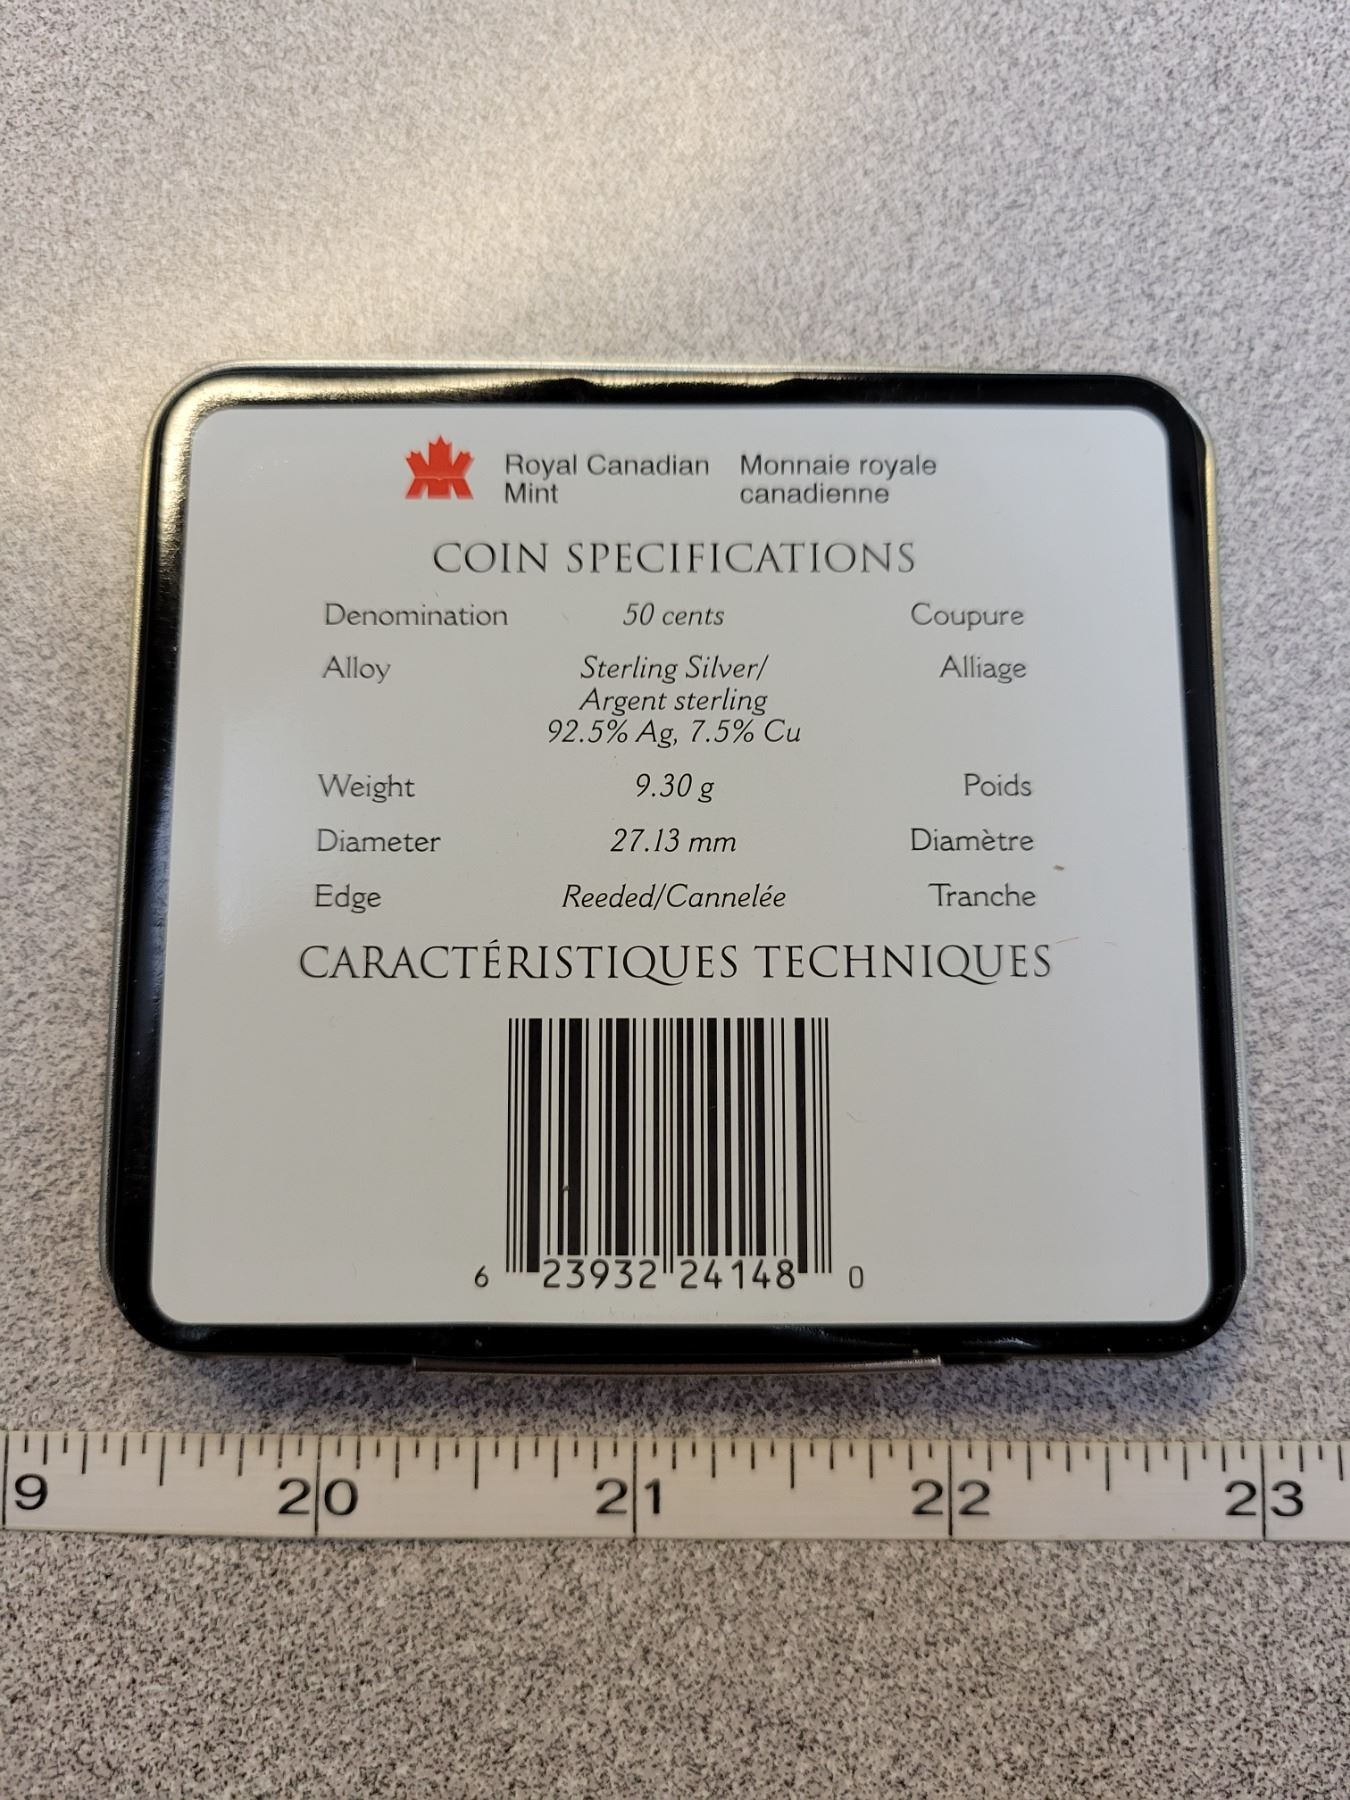 Royal Canadian Mint
Monnaie royale canadienne
COIN SPECIFICATIONS
Denomination 50 cents Coupure
Alloy Sterling Silver/ Alliage
Argent sterling
92.5% Ag, 7.5% Cu
Weight 9.30 g Poids
Diameter 27.13 mm Diamètre
Edge Reeded/Cannelée Tranche
CARACTÉRISTIQUES TECHNIQUES
6 23932 24148 0
9 20 21 22 23